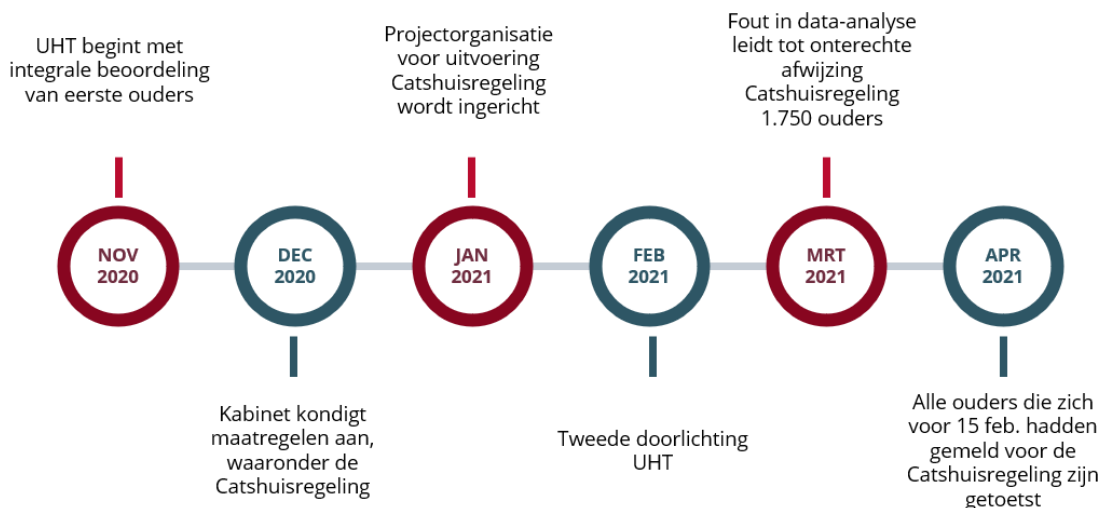 UHT begint met
integrale beoordeling
van eerste ouders
Projectorganisatie
voor uitvoering
Catshuisregeling
wordt ingericht
Fout in data-analyse
leidt tot onterechte
afwijzing
Catshuisregeling
1.750 ouders
NOV
2020
DEC
2020
JAN
2021
FEB
2021
MRT
2021
APR
2021
Kabinet kondigt
maatregelen aan,
waaronder de
Catshuisregeling
Tweede doorlichting
UHT
Alle ouders die zich
voor 15 feb. hadden
gemeld voor de
Catshuisregeling zijn
getoetst